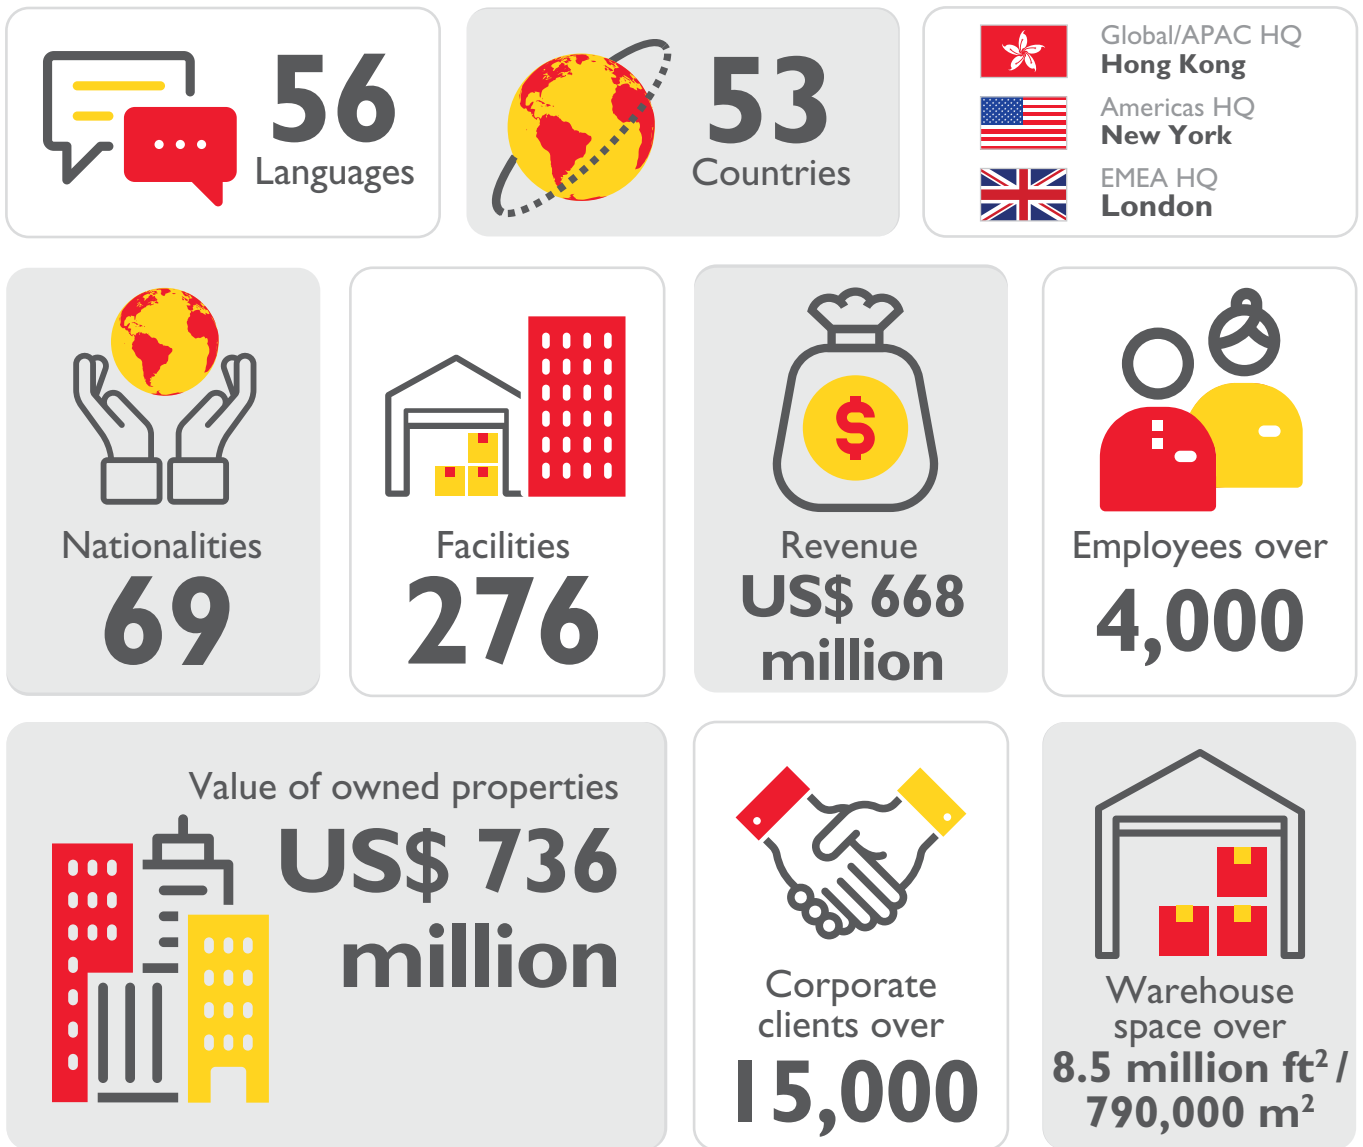 56
Languages
53
Countries
Global/APAC HQ
Hong Kong
Americas HQ
New York
EMEA HQ
London
Nationalities
69
Facilities
276
$
Revenue
US$ 668
million
Employees over
4,000
Value of owned properties
US$ 736
million
Corporate
clients over
15,000
Warehouse
space over
8.5 million ft² /
790,000 m²